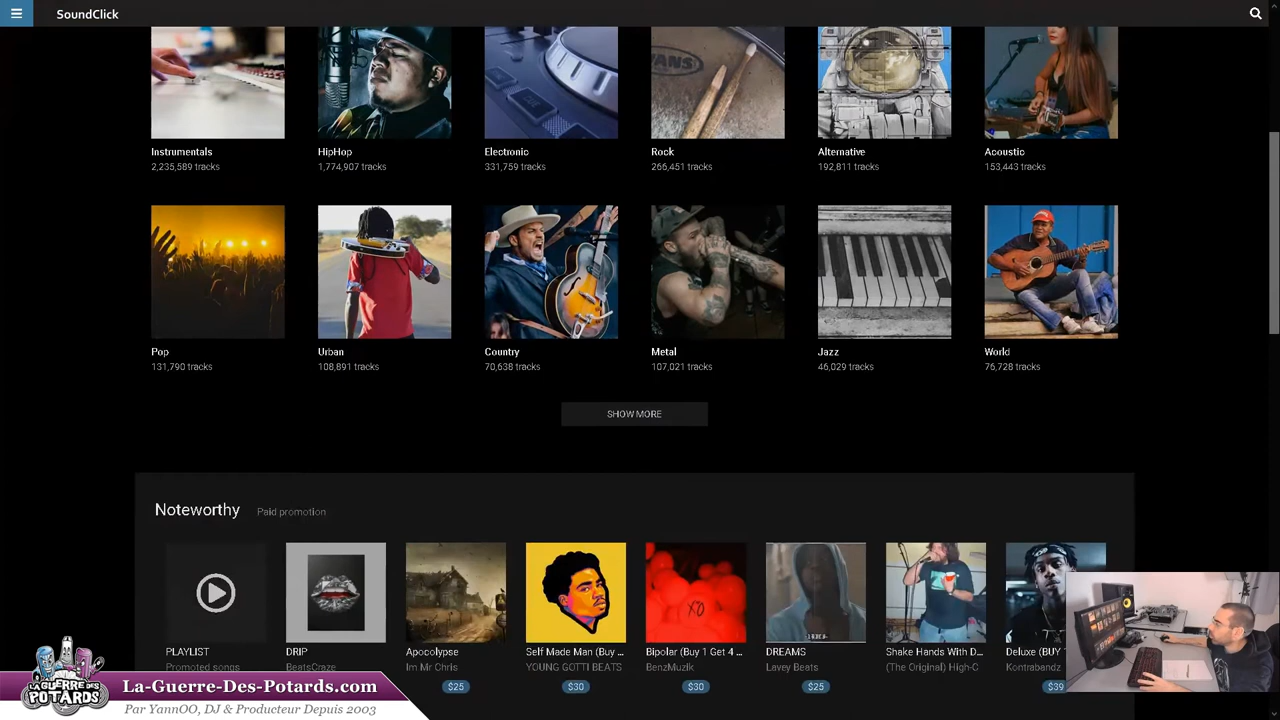 SoundClick
Instrumentals
2,235,589 tracks
HipHop
1,774,907 tracks
Electronic
331,759 tracks
Rock
266,451 tracks
Alternative
192,811 tracks
Acoustic
153,443 tracks
Pop
131,790 tracks
Urban
108,891 tracks
Country
70,638 tracks
Metal
107,021 tracks
Jazz
46,029 tracks
World
76,728 tracks
SHOW MORE
Noteworthy Paid promotion
PLAYLIST
Promoted songs
DRIP
BeatsCraze
Apocolypse
Im Mr Chris
$25
Self Made Man (Buy ...
YOUNG GOTTI BEATS
$30
XO
Bipolar (Buy 1 Get 4 ...
BenzMuzik
$30
DREAMS
Lavey Beats
$25
Shake Hands With D...
(The Original) High-C
Deluxe (BUY
Kontrabandz
$39
LA GUERRE DES POTARDS
La-Guerre-Des-Potards.com
Par YannOO, DJ & Producteur Depuis 2003